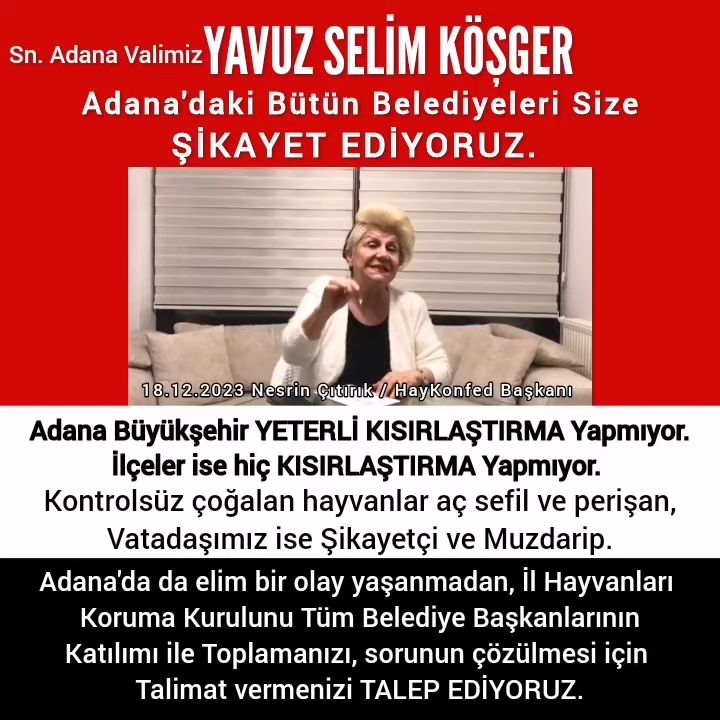 Sn. Adana Valimiz YAVUZ SELİM KÖŞGER
Adana'daki Bütün Belediyeleri Size
ŞİKAYET EDİYORUZ.
18.12.2023 Nesrin Çıtırık / HayKonfed Başkanı
Adana Büyükşehir YETERLİ KISIRLAŞTIRMA Yapmıyor.
İlçeler ise hiç KISIRLAŞTIRMA Yapmıyor.
Kontrolsüz çoğalan hayvanlar aç sefil ve perişan,
Vatadaşımız ise Şikayetçi ve Muzdarip.
Adana'da da elim bir olay yaşanmadan, İl Hayvanları
Koruma Kurulunu Tüm Belediye Başkanlarının
Katılımı ile Toplamanızı, sorunun çözülmesi için
Talimat vermenizi TALEP EDİYORUZ.